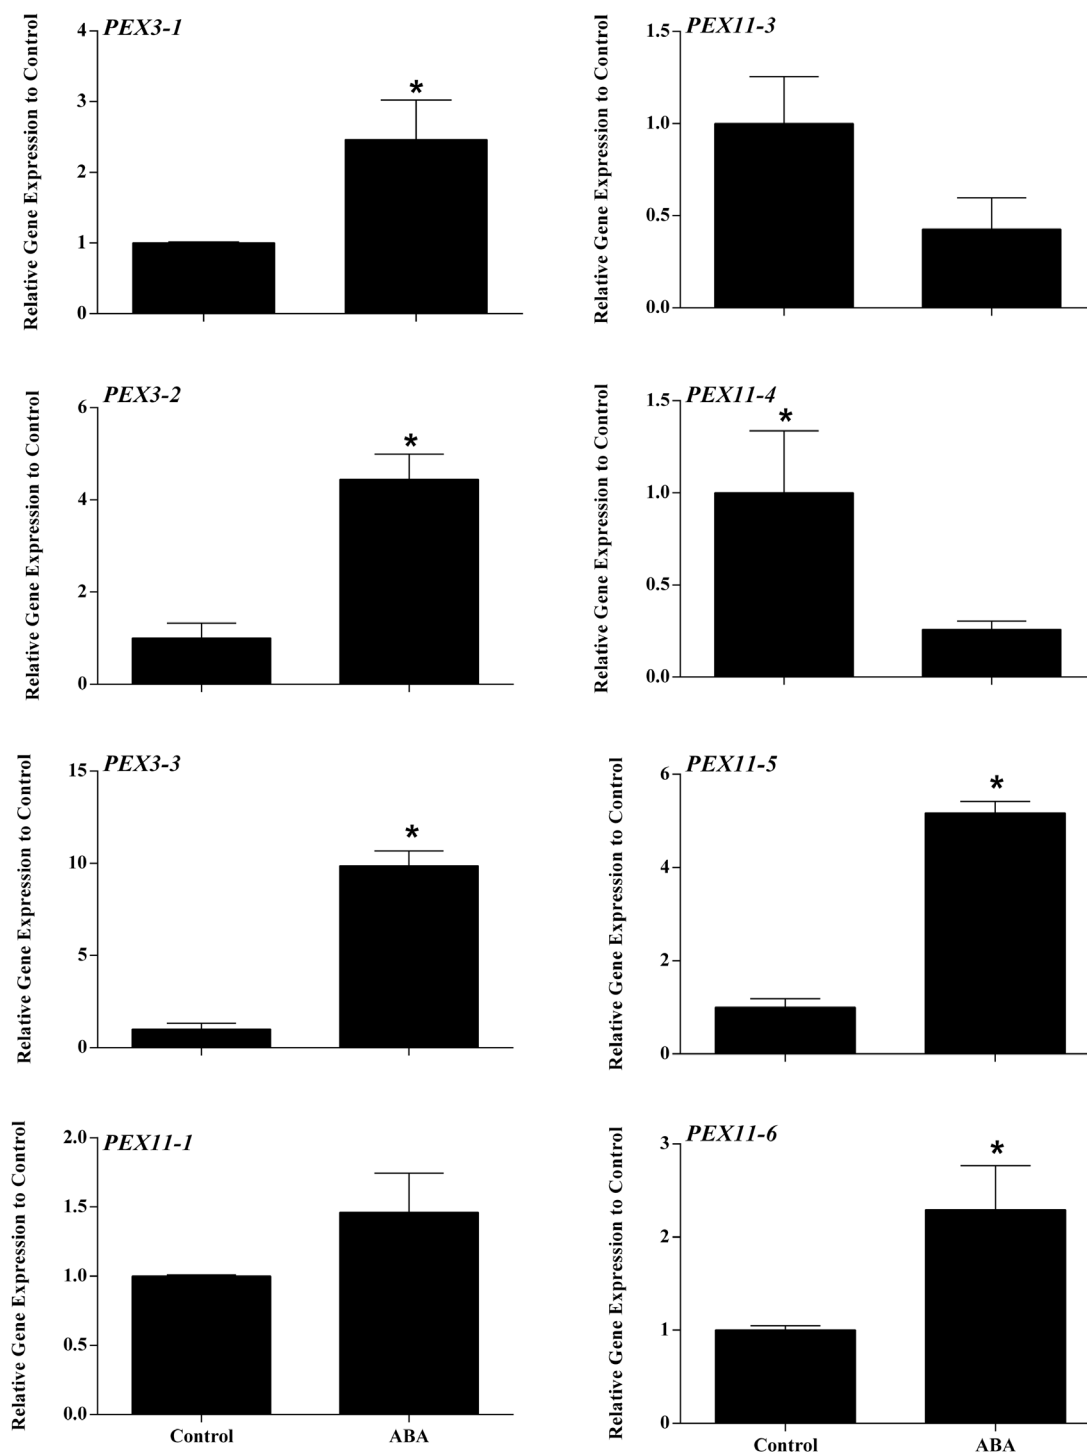 PEX3-1
Relative Gene Expression to Control
4
3
*
2
1
0
PEX11-3
Relative Gene Expression to Control
1.5
1.0
0.5
0.0
PEX3-2
Relative Gene Expression to Control
6
*
4
2
0
PEX11-4
Relative Gene Expression to Control
1.5
*
1.0
0.5
0.0
PEX3-3
Relative Gene Expression to Control
15
*
10
5
0
PEX11-5
Relative Gene Expression to Control
6
*
4
2
0
PEX11-1
Relative Gene Expression to Control
2.0
1.5
1.0
0.5
0.0
Control ABA
PEX11-6
Relative Gene Expression to Control
3
*
2
1
0
Control ABA